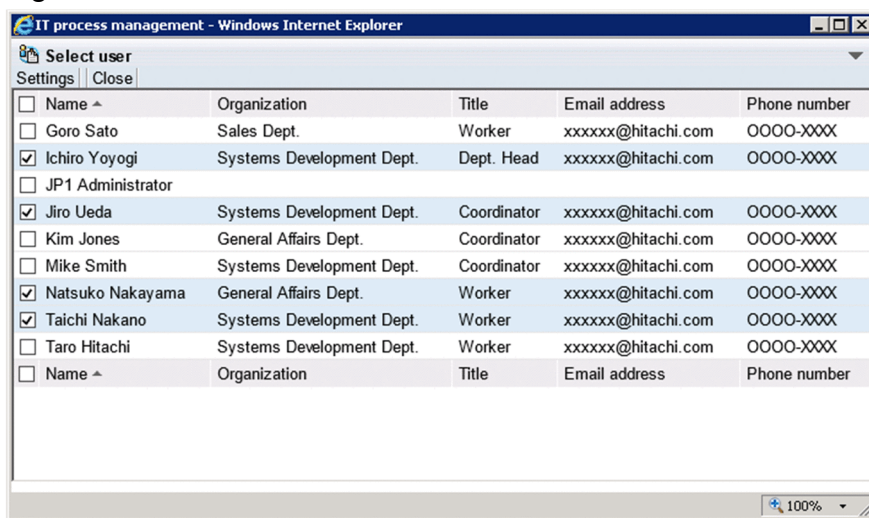 IT process management - Windows Internet Explorer
Select user
Settings Close
Name Organization Title Email address Phone number
Goro Sato Sales Dept. Worker xxxxxx@hitachi.com OOOO-XXXX
Ichiro Yoyogi Systems Development Dept. Dept. Head xxxxxx@hitachi.com OOOO-XXXX
JP1 Administrator
Jiro Ueda Systems Development Dept. Coordinator xxxxxx@hitachi.com OOOO-XXXX
Kim Jones General Affairs Dept. Coordinator xxxxxx@hitachi.com OOOO-XXXX
Mike Smith Systems Development Dept. Coordinator xxxxxx@hitachi.com OOOO-XXXX
Natsuko Nakayama General Affairs Dept. Worker xxxxxx@hitachi.com OOOO-XXXX
Taichi Nakano Systems Development Dept. Worker xxxxxx@hitachi.com OOOO-XXXX
Taro Hitachi Systems Development Dept. Worker xxxxxx@hitachi.com OOOO-XXXX
Name Organization Title Email address Phone number
100%